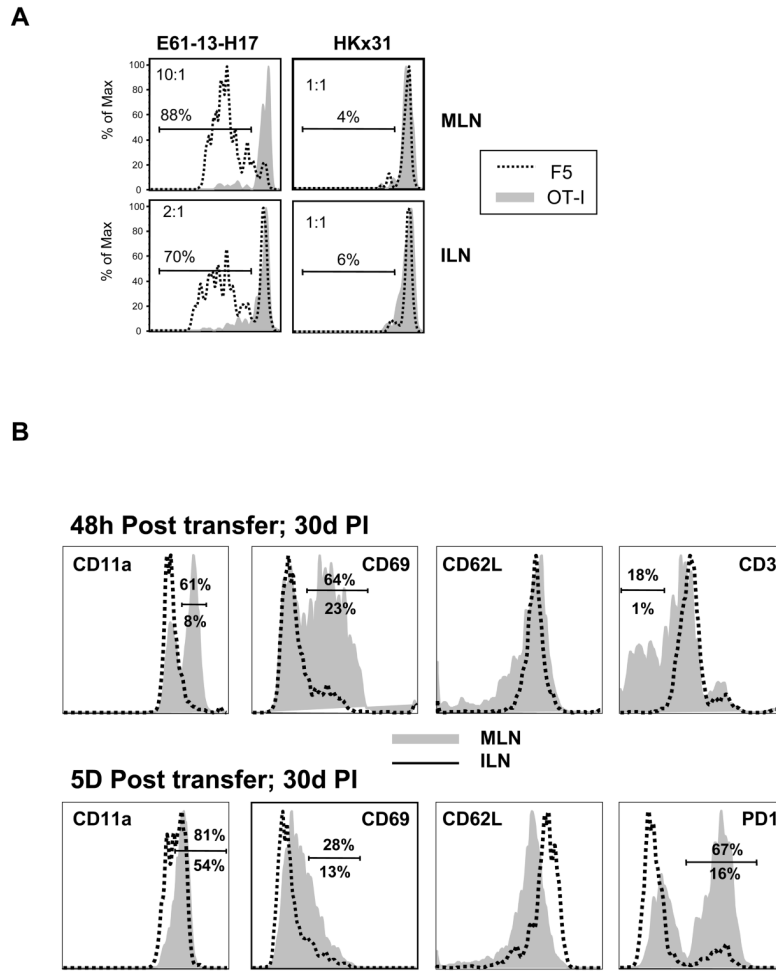 A
E61-13-H17 HKx31
% of Max
100
80
60
40
20
0
10:1
88%
1:1
4%
MLN
F5
OT-I
% of Max
100
80
60
40
20
0
2:1
70%
1:1
6%
ILN
B
48h Post transfer; 30d PI
CD11a
61%
8%
CD69
64%
23%
CD62L
CD3
18%
1%
MLN
ILN
5D Post transfer; 30d PI
CD11a
81%
54%
CD69
28%
13%
CD62L
PD1
67%
16%